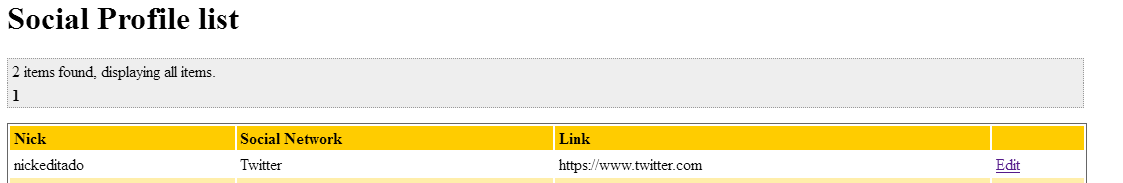 Social Profile list
2 items found, displaying all items.
1
Nick Social Network Link
nickeditado Twitter https://www.twitter.com Edit